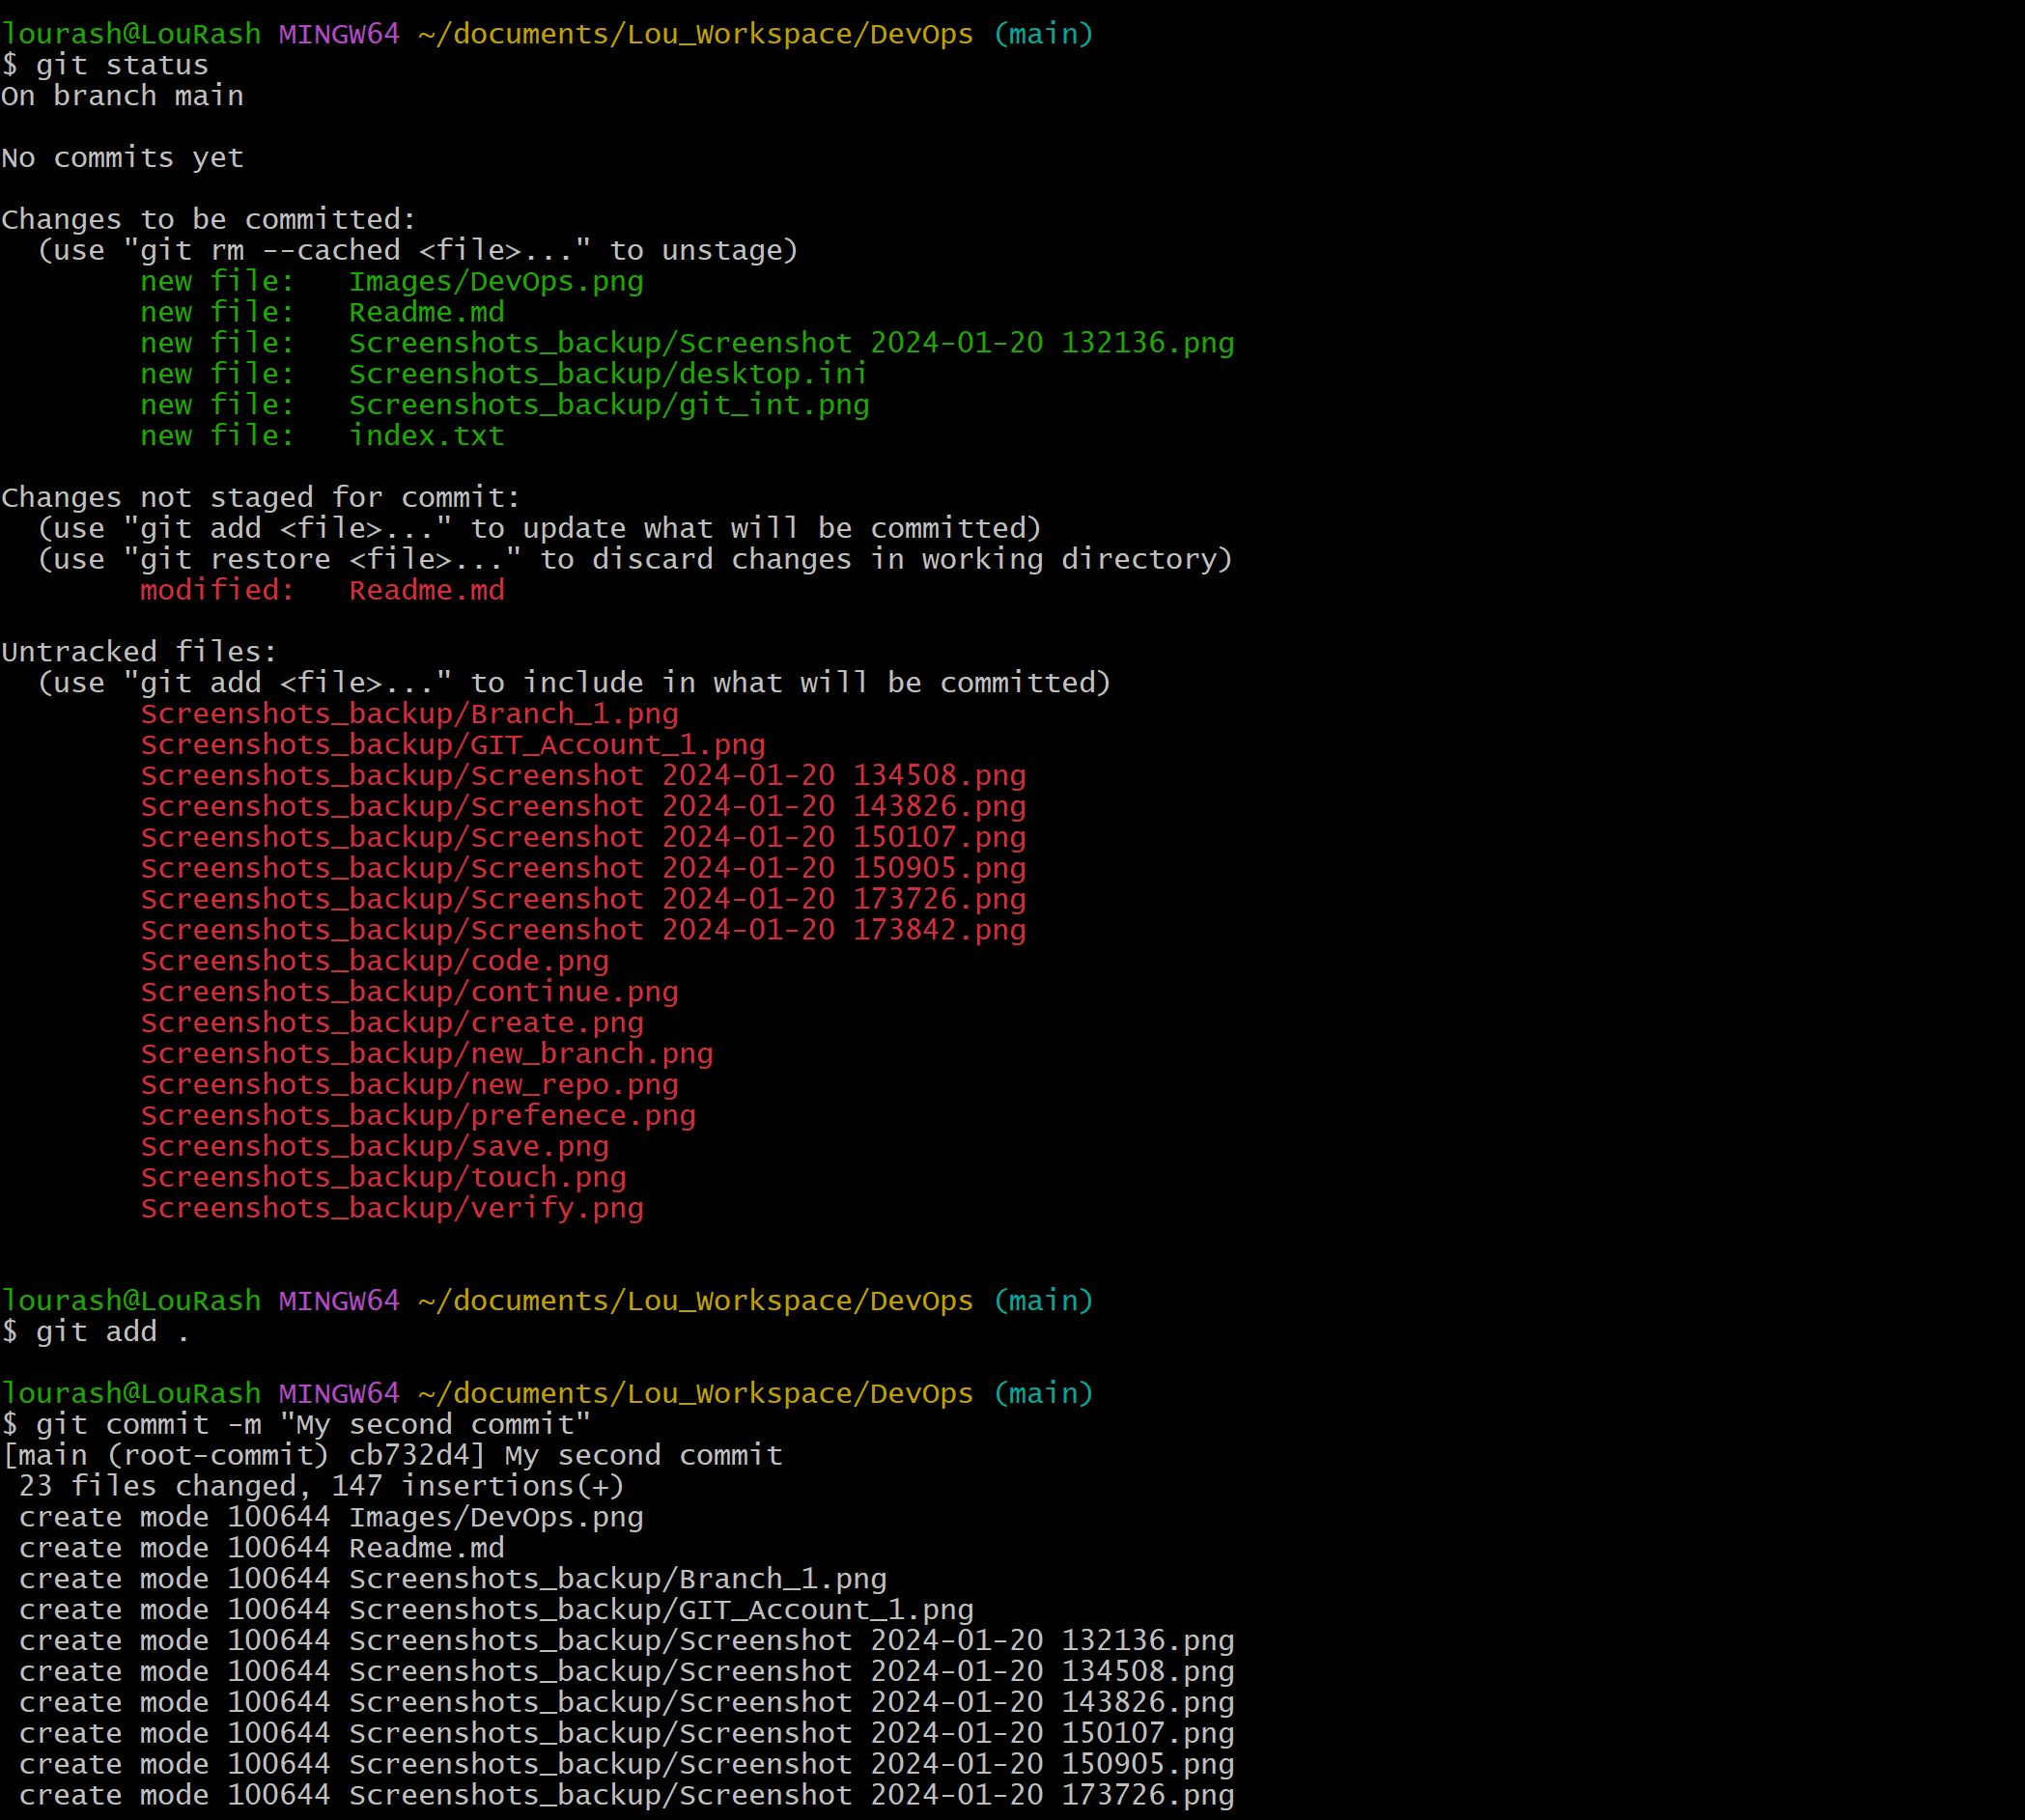 lourash@LouRash MINGW64 ~/documents/Lou_Workspace/DevOps (main)
$ git status
On branch main

No commits yet

Changes to be committed:
  (use "git rm --cached <file>..." to unstage)
        new file:   Images/DevOps.png
        new file:   Readme.md
        new file:   Screenshots_backup/Screenshot 2024-01-20 132136.png
        new file:   Screenshots_backup/desktop.ini
        new file:   Screenshots_backup/git_int.png
        new file:   index.txt

Changes not staged for commit:
  (use "git add <file>..." to update what will be committed)
  (use "git restore <file>..." to discard changes in working directory)
        modified:   Readme.md

Untracked files:
  (use "git add <file>..." to include in what will be committed)
        Screenshots_backup/Branch_1.png
        Screenshots_backup/GIT_Account_1.png
        Screenshots_backup/Screenshot 2024-01-20 134508.png
        Screenshots_backup/Screenshot 2024-01-20 143826.png
        Screenshots_backup/Screenshot 2024-01-20 150107.png
        Screenshots_backup/Screenshot 2024-01-20 150905.png
        Screenshots_backup/Screenshot 2024-01-20 173726.png
        Screenshots_backup/Screenshot 2024-01-20 173842.png
        Screenshots_backup/code.png
        Screenshots_backup/continue.png
        Screenshots_backup/create.png
        Screenshots_backup/new_branch.png
        Screenshots_backup/new_repo.png
        Screenshots_backup/prefenece.png
        Screenshots_backup/save.png
        Screenshots_backup/touch.png
        Screenshots_backup/verify.png

lourash@LouRash MINGW64 ~/documents/Lou_Workspace/DevOps (main)
$ git add .

lourash@LouRash MINGW64 ~/documents/Lou_Workspace/DevOps (main)
$ git commit -m "My second commit"
[main (root-commit) cb732d4] My second commit
 23 files changed, 147 insertions(+)
 create mode 100644 Images/DevOps.png
 create mode 100644 Readme.md
 create mode 100644 Screenshots_backup/Branch_1.png
 create mode 100644 Screenshots_backup/GIT_Account_1.png
 create mode 100644 Screenshots_backup/Screenshot 2024-01-20 132136.png
 create mode 100644 Screenshots_backup/Screenshot 2024-01-20 134508.png
 create mode 100644 Screenshots_backup/Screenshot 2024-01-20 143826.png
 create mode 100644 Screenshots_backup/Screenshot 2024-01-20 150107.png
 create mode 100644 Screenshots_backup/Screenshot 2024-01-20 150905.png
 create mode 100644 Screenshots_backup/Screenshot 2024-01-20 173726.png